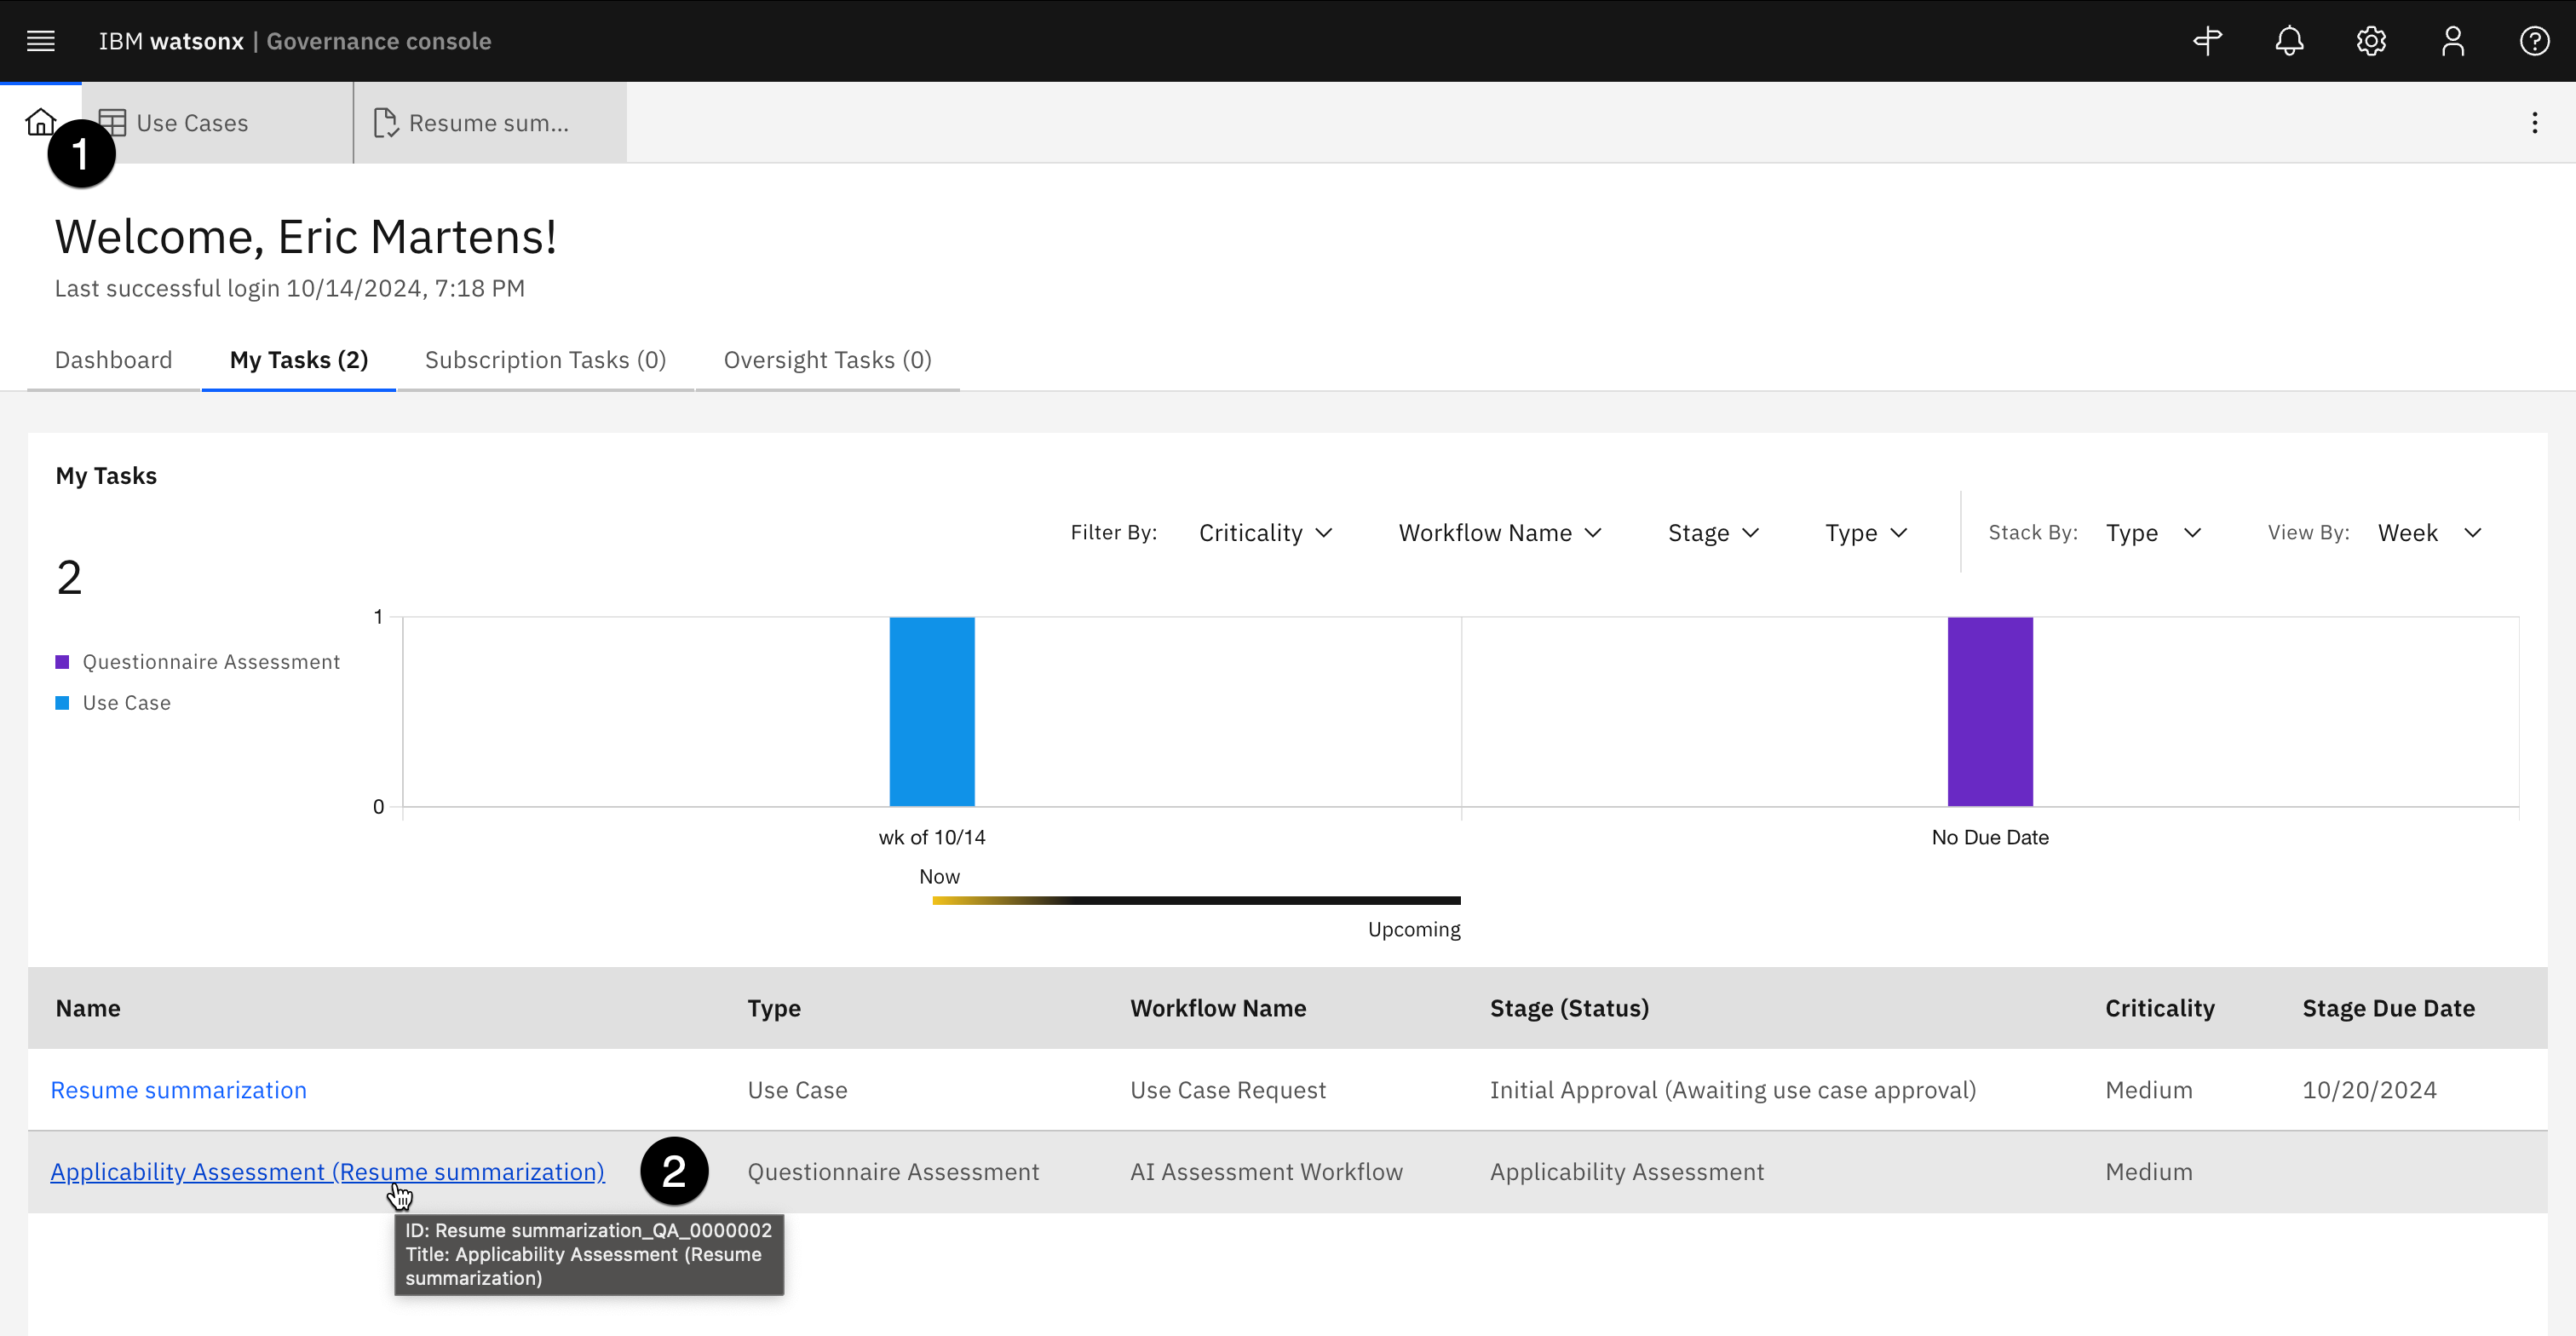 IBM watsonx | Governance console
Use Cases
Resume sum...
1
Welcome, Eric Martens!
Last successful login 10/14/2024, 7:18 PM
Dashboard
My Tasks (2)
Subscription Tasks (0)
Oversight Tasks (0)
My Tasks
Filter By: Criticality Workflow Name Stage Type Stack By: Type View By: Week
2
Questionnaire Assessment
Use Case
1
0
wk of 10/14
No Due Date
Now
Upcoming
Name Type Workflow Name Stage (Status) Criticality Stage Due Date
Resume summarization Use Case Use Case Request Initial Approval (Awaiting use case approval) Medium 10/20/2024
Applicability Assessment (Resume summarization) 2 Questionnaire Assessment AI Assessment Workflow Applicability Assessment Medium
ID: Resume summarization_QA_0000002
Title: Applicability Assessment (Resume
summarization)